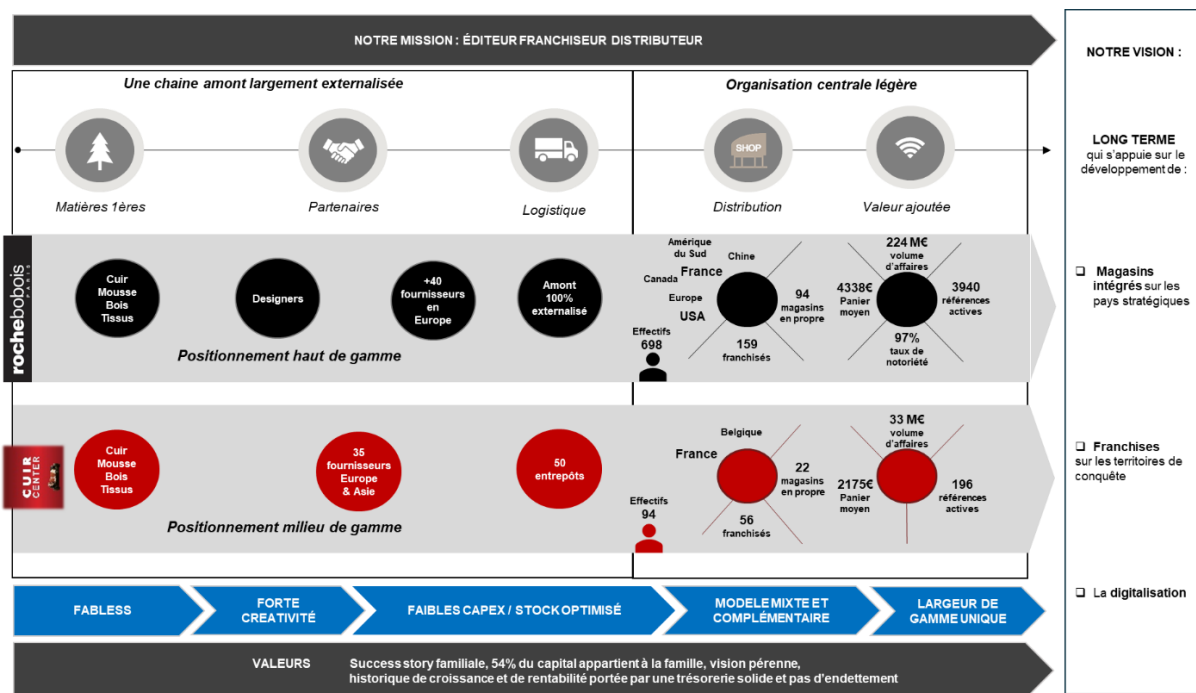 NOTRE MISSION : ÉDITEUR FRANCHISEUR DISTRIBUTEUR
Une chaine amont largement externalisée
Organisation centrale légère
SHOP
Matières 1ères
Partenaires
Logistique
Distribution
Valeur ajoutée
rochebobois
PARIS
Cuir
Mousse
Bois
Tissus
Designers
+40
fournisseurs
en
Europe
Amont
100%
externalisé
Positionnement haut de gamme
Amérique
du Sud
Chine
Canada
France
Europe
USA
94
magasins
en propre
159
franchisés
Effectifs
698
224 M€
volume
d'affaires
4338€
Panier
moyen
3940
références
actives
97%
taux de
notoriété
CUIR
CENTER
Cuir
Mousse
Bois
Tissus
35
fournisseurs
Europe
& Asie
50
entrepôts
Positionnement milieu de gamme
Belgique
France
22
magasins
en propre
56
franchisés
Effectifs
94
33 M€
volume
d'affaires
2175€
Panier
moyen
196
références
actives
FABLESS
FORTE
CREATIVITÉ
FAIBLES CAPEX / STOCK OPTIMISÉ
MODELE MIXTE ET
COMPLÉMENTAIRE
LARGEUR DE
GAMME UNIQUE
VALEURS
Success story familiale, 54% du capital appartient à la famille, vision pérenne,
historique de croissance et de rentabilité portée par une trésorerie solide et pas d'endettement
NOTRE VISION :
LONG TERME
qui s'appuie sur le
développement de :
Magasins
intégrés sur les
pays stratégiques
Franchises
sur les territoires de
conquête
La digitalisation